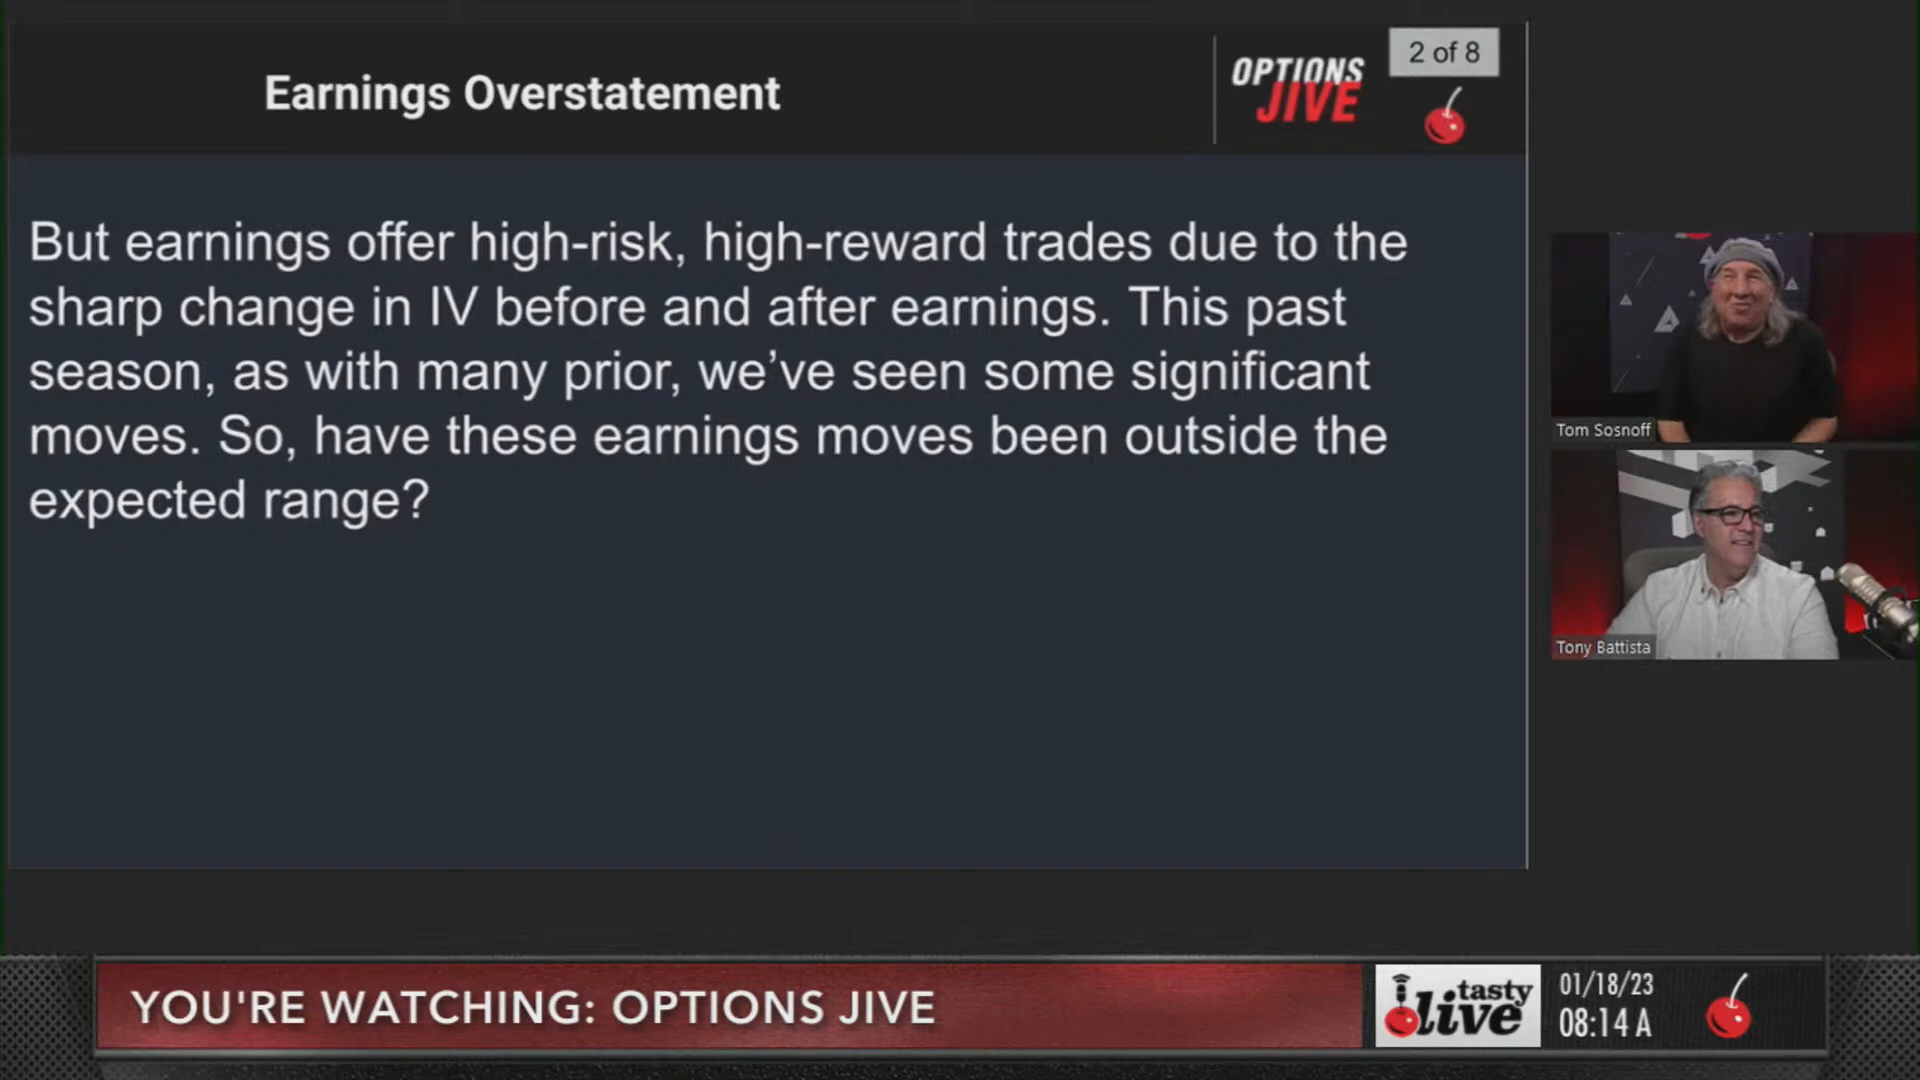 Earnings Overstatement
OPTIONS
JIVE
2 of 8
But earnings offer high-risk, high-reward trades due to the
sharp change in IV before and after earnings. This past
season, as with many prior, we’ve seen some significant
moves. So, have these earnings moves been outside the
expected range?
Tom Sosnoff
Tony Battista
YOU'RE WATCHING: OPTIONS JIVE
tasty
live
01/18/23
08:14 A